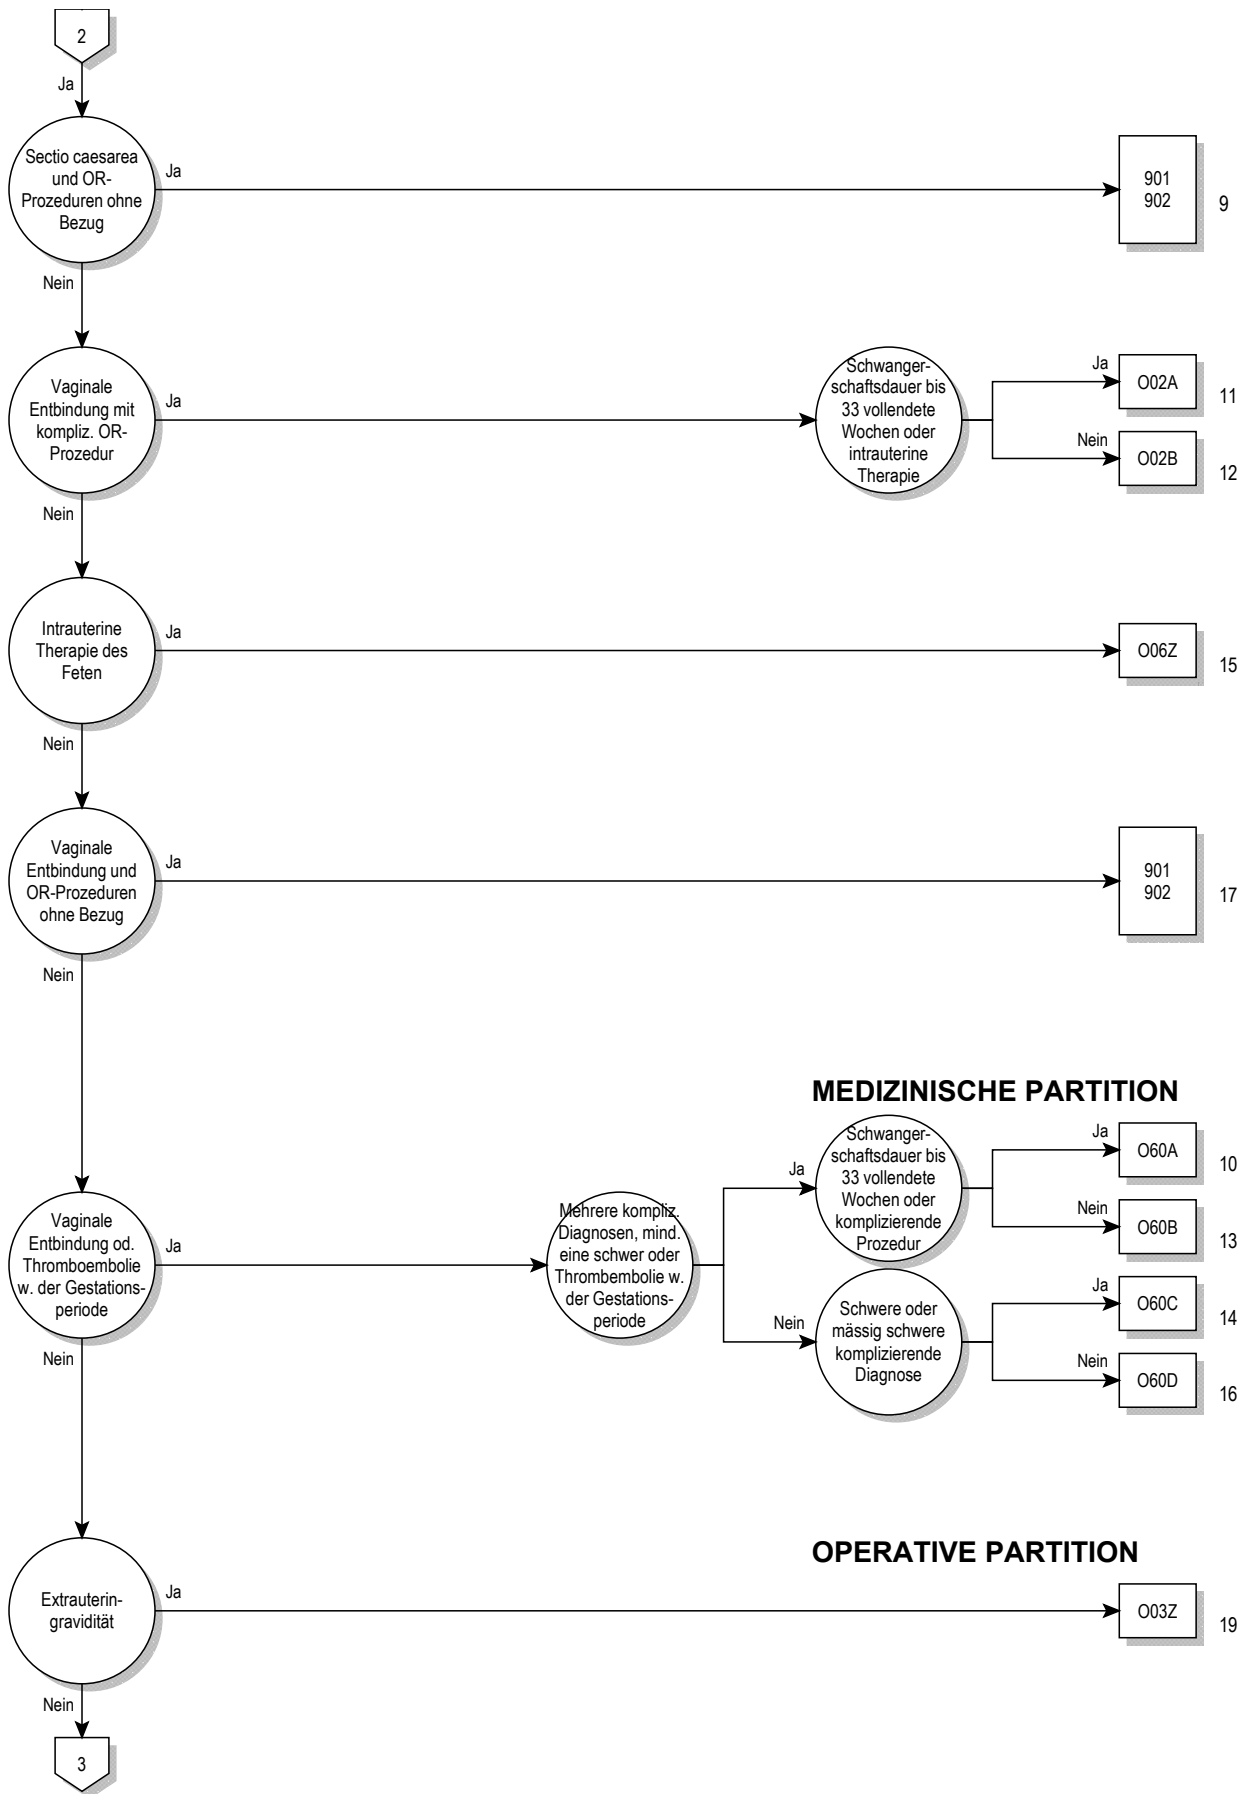 2
Ja
Sectio caesarea
und OR-
Prozeduren ohne
Bezug
Ja
901
902
9
Nein
Vaginale
Entbindung mit
kompliz. OR-
Prozedur
Ja
Schwanger-
schaftsdauer bis
33 vollendete
Wochen oder
intrauterine
Therapie
Ja
O02A
11
Nein
O02B
12
Nein
Intrauterine
Therapie des
Feten
Ja
O06Z
15
Nein
Vaginale
Entbindung und
OR-Prozeduren
ohne Bezug
Ja
901
902
17
Nein
MEDIZINISCHE PARTITION
Vaginale
Entbindung od.
Thromboembolie
w. der Gestations-
periode
Ja
Mehrere kompliz.
Diagnosen, mind.
eine schwer oder
Thrombembolie w.
der Gestations-
periode
Ja
Schwanger-
schaftsdauer bis
33 vollendete
Wochen oder
komplizierende
Prozedur
Ja
O60A
10
Nein
O60B
13
Nein
Schwere oder
mässig schwere
komplizierende
Diagnose
Ja
O60C
14
Nein
O60D
16
Nein
OPERATIVE PARTITION
Extrauterin-
gravidität
Ja
O03Z
19
Nein
3